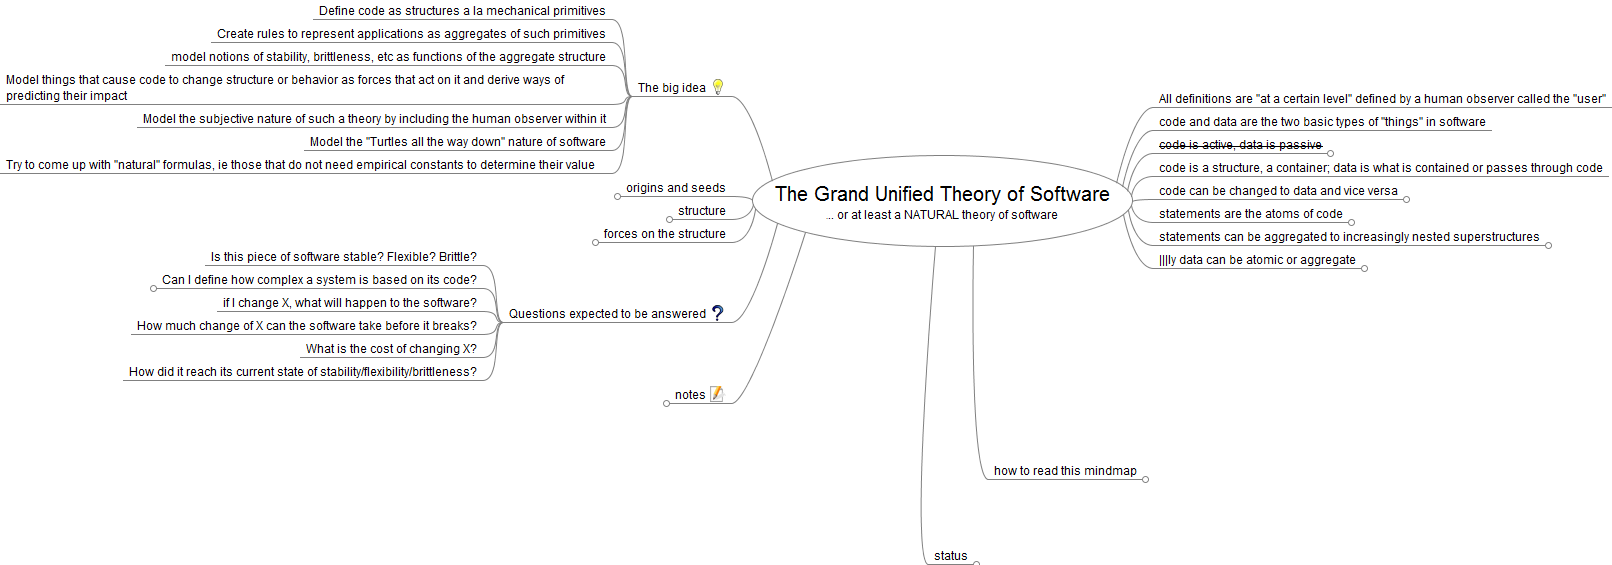 Define code as structures a la mechanical primitives
Create rules to represent applications as aggregates of such primitives
model notions of stability, brittleness, etc as functions of the aggregate structure
Model things that cause code to change structure or behavior as forces that act on it and derive ways of
predicting their impact
Model the subjective nature of such a theory by including the human observer within it
Model the "Turtles all the way down" nature of software
Try to come up with "natural" formulas, ie those that do not need empirical constants to determine their value
The big idea
origins and seeds
structure
forces on the structure
Is this piece of software stable? Flexible? Brittle?
Can I define how complex a system is based on its code?
if I change X, what will happen to the software?
How much change of X can the software take before it breaks?
What is the cost of changing X?
How did it reach its current state of stability/flexibility/brittleness?
Questions expected to be answered
notes
The Grand Unified Theory of Software
... or at least a NATURAL theory of software
All definitions are "at a certain level" defined by a human observer called the "user"
code and data are the two basic types of "things" in software
code is active, data is passive
code is a structure, a container; data is what is contained or passes through code
code can be changed to data and vice versa
statements are the atoms of code
statements can be aggregated to increasingly nested superstructures
|||ly data can be atomic or aggregate
how to read this mindmap
status